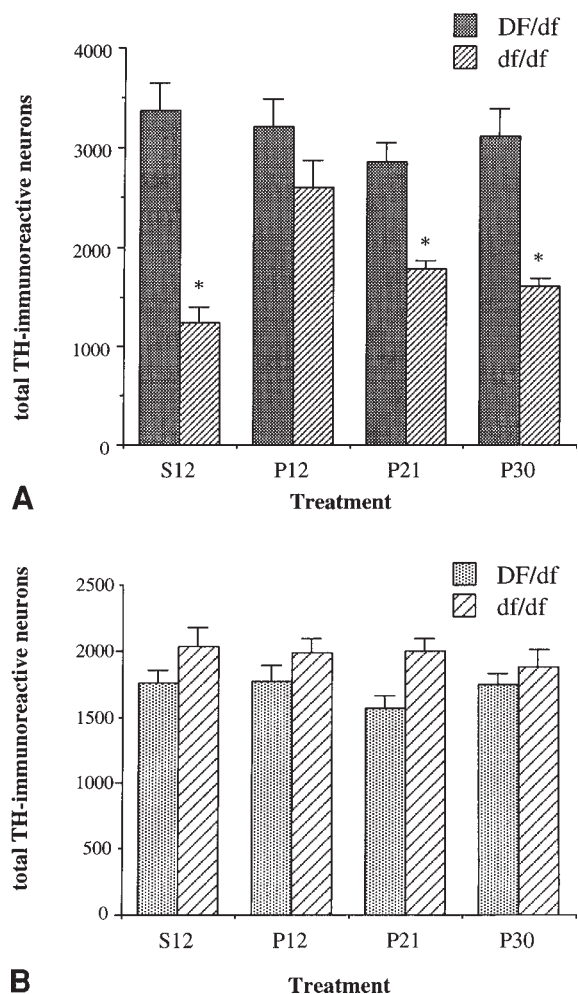 DF/df
df/df
4000
3000
2000
1000
0
total TH-immunoreactive neurons
*
*
*
S12 P12 P21 P30
Treatment
A
DF/df
df/df
2500
2000
1500
1000
500
0
total TH-immunoreactive neurons
S12 P12 P21 P30
Treatment
B